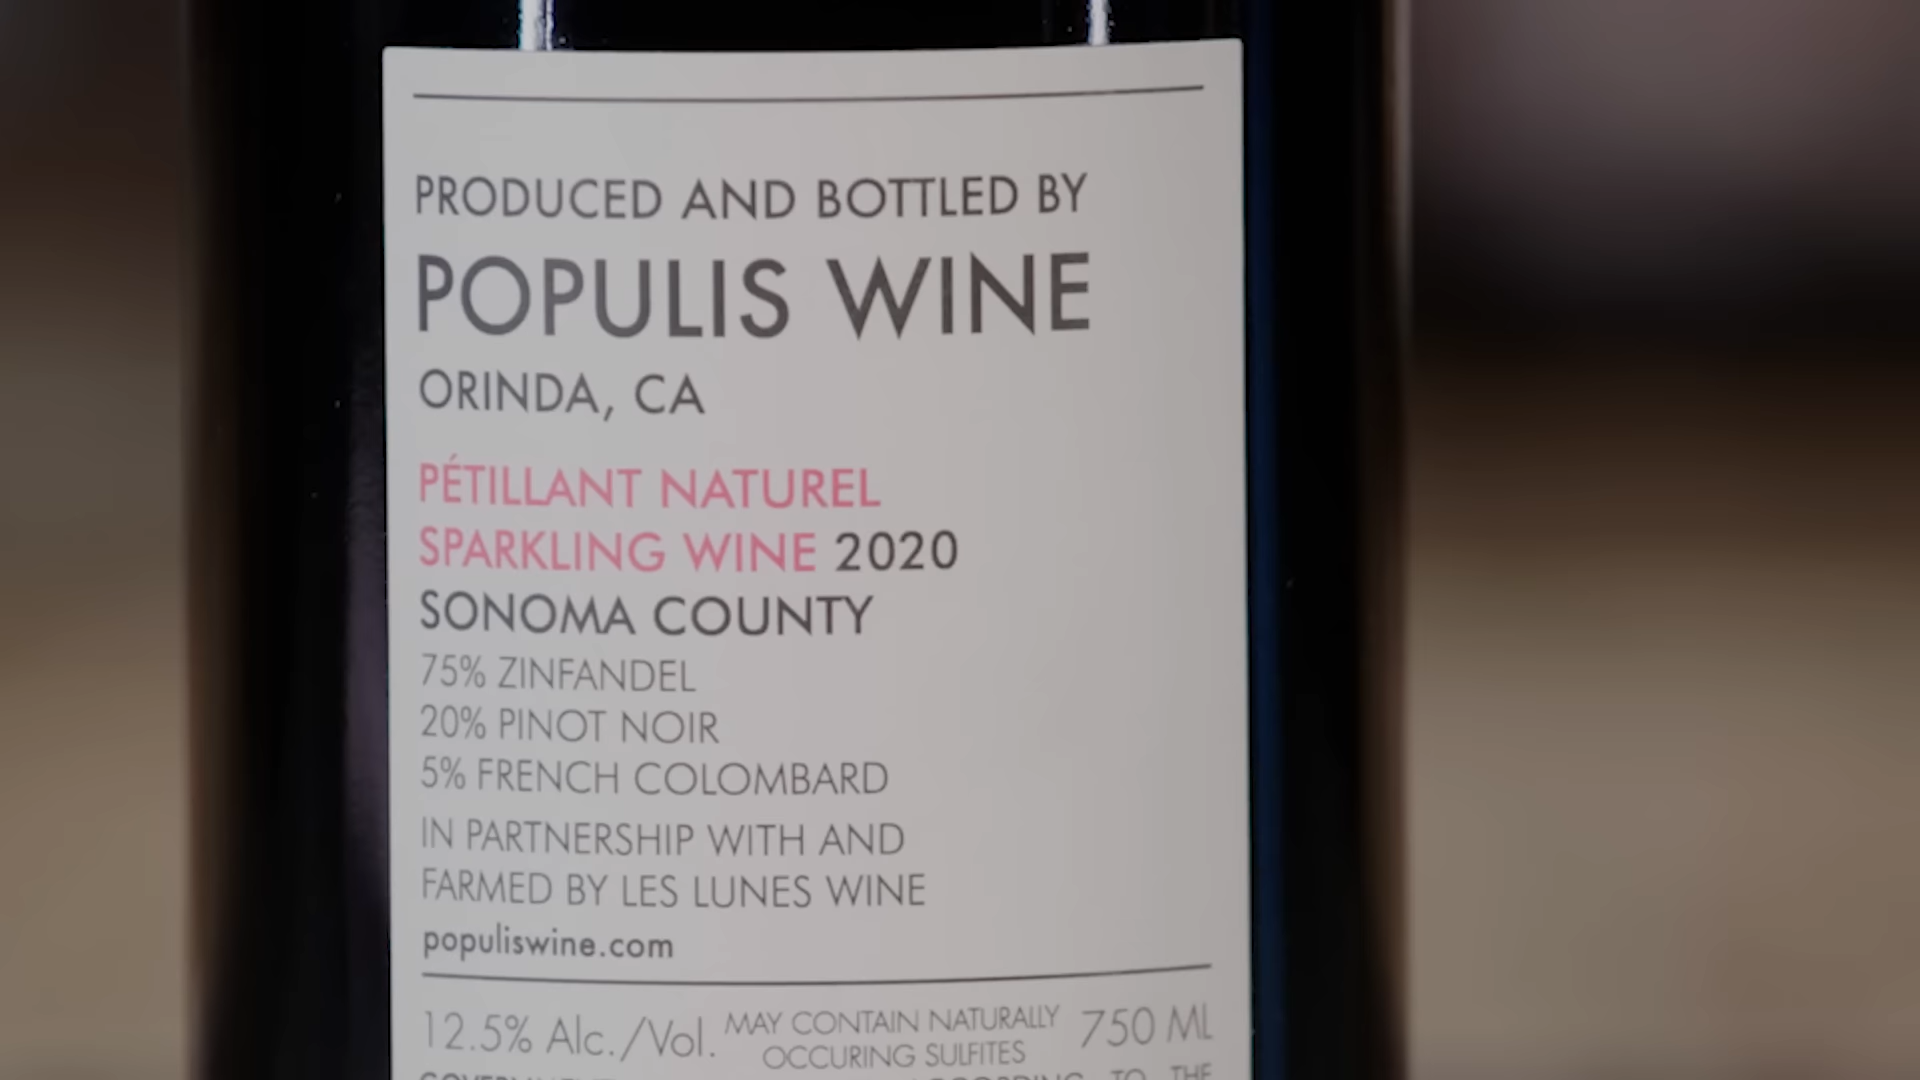 PRODUCED AND BOTTLED BY
POPULIS WINE
ORINDA, CA
PÉTILLANT NATUREL
SPARKLING WINE 2020
SONOMA COUNTY
75% ZINFANDEL
20% PINOT NOIR
5% FRENCH COLOMBARD
IN PARTNERSHIP WITH AND
FARMED BY LES LUNES WINE
populiswine.com
12.5% Alc./Vol. MAY CONTAIN NATURALLY OCCURING SULFITES 750 ML
TO THE